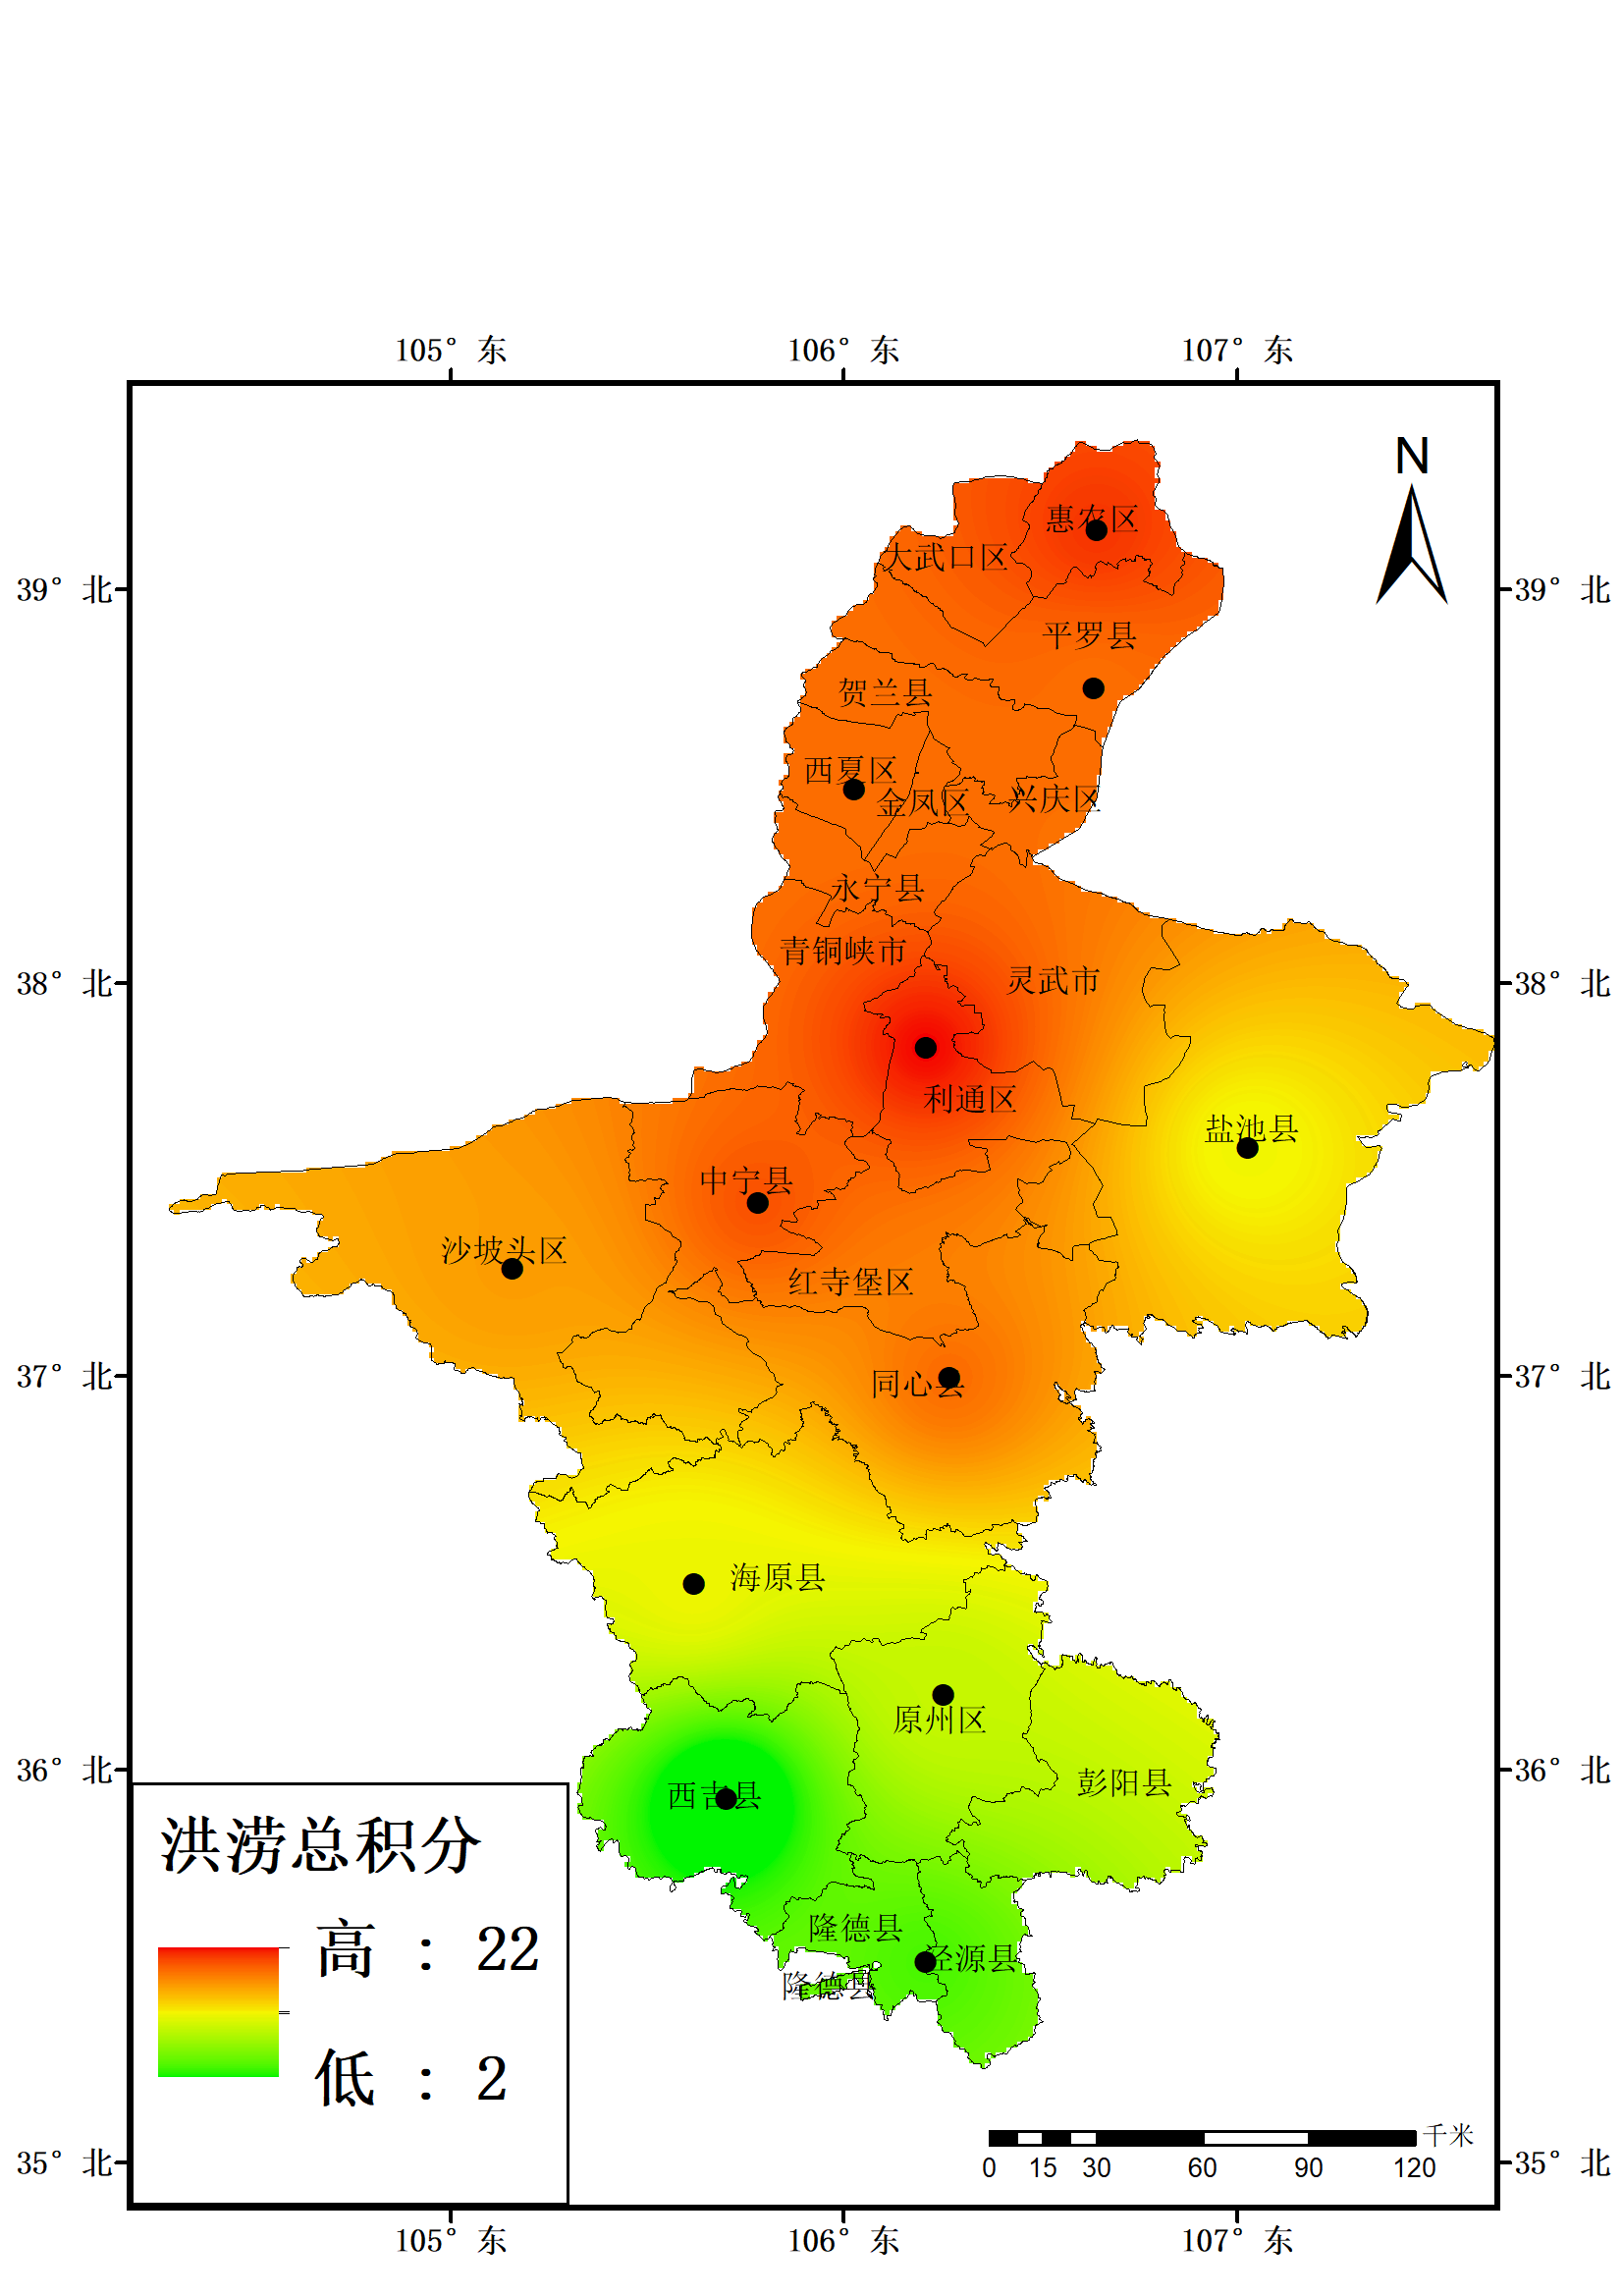 105° 东 106° 东 107° 东
N
惠农区
大武口区
39° 北 39° 北
平罗县
贺兰县
西夏区
金凤区 兴庆区
永宁县
青铜峡市
灵武市
38° 北 38° 北
利通区
盐池县
中宁县
沙坡头区
红寺堡区
37° 北 37° 北
同心县
海原县
原州区
36° 北 36° 北
彭阳县
西吉县
洪涝总积分
隆德县
高 : 22
泾源县
隆德县
低 : 2
千米
35° 北 35° 北
0 15 30 60 90 120
105° 东 106° 东 107° 东